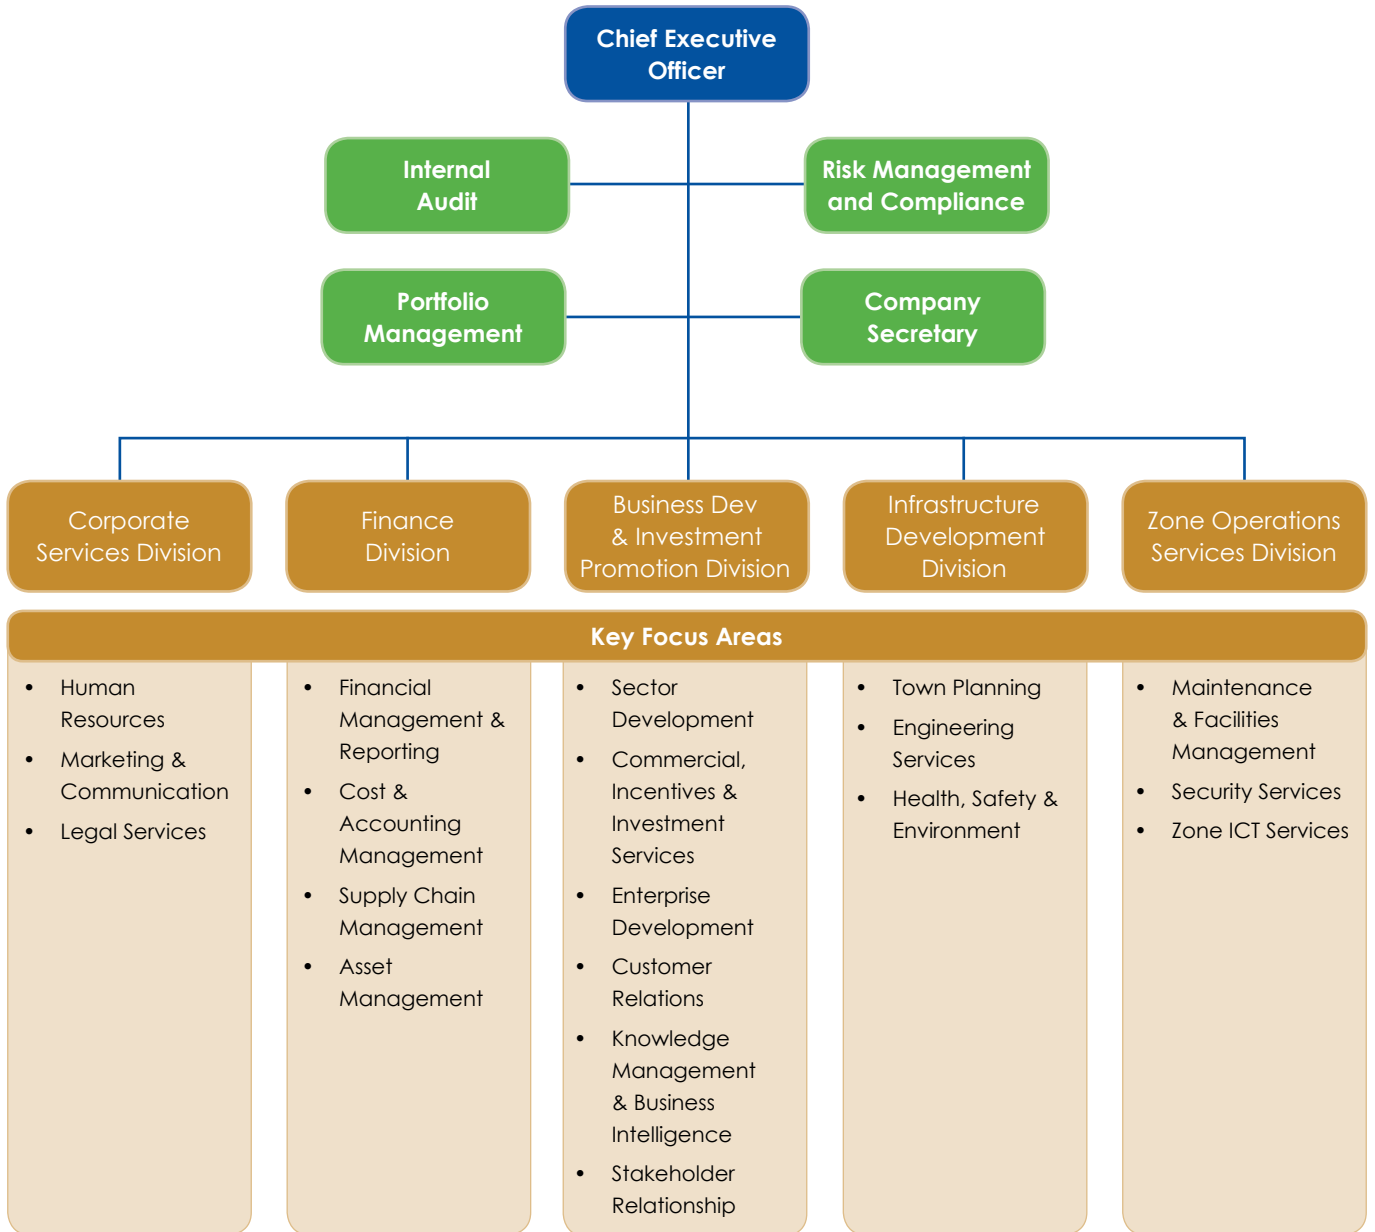 Chief Executive
Officer
Internal
Audit
Risk Management
and Compliance
Portfolio
Management
Company
Secretary
Corporate
Services Division
Finance
Division
Business Dev
& Investment
Promotion Division
Infrastructure
Development
Division
Zone Operations
Services Division
Key Focus Areas
• Human
Resources
• Marketing &
Communication
• Legal Services
• Financial
Management &
Reporting
• Cost &
Accounting
Management
• Supply Chain
Management
• Asset
Management
• Sector
Development
• Commercial,
Incentives &
Investment
Services
• Enterprise
Development
• Customer
Relations
• Knowledge
Management
& Business
Intelligence
• Stakeholder
Relationship
• Town Planning
• Engineering
Services
• Health, Safety &
Environment
• Maintenance
& Facilities
Management
• Security Services
• Zone ICT Services